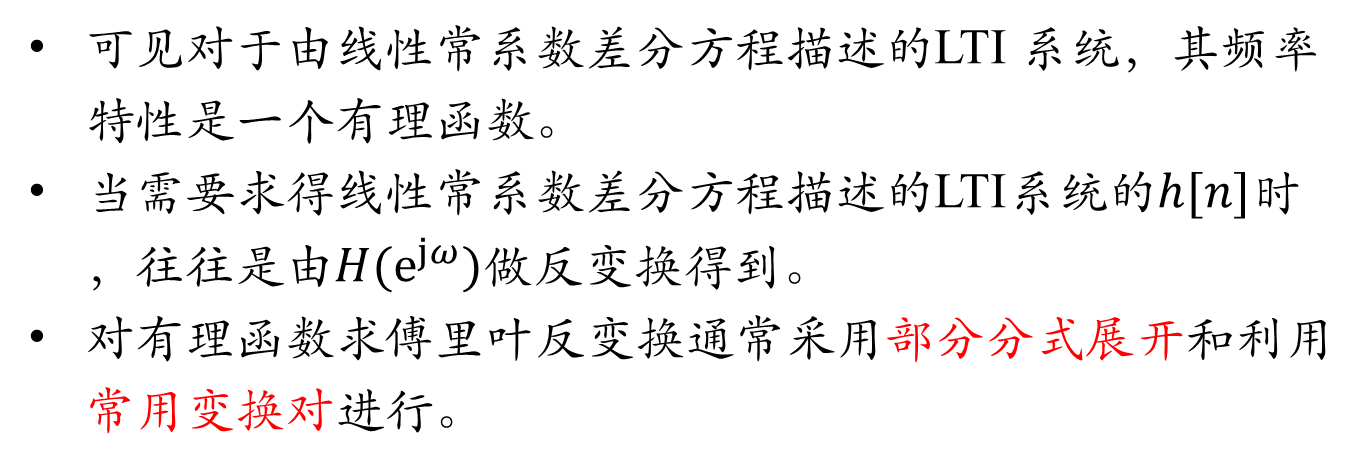 • 可见对于由线性常系数差分方程描述的LTI 系统，其频率
特性是一个有理函数。
• 当需要求得线性常系数差分方程描述的LTI系统的h[n]时
，往往是由H(e^{jω})做反变换得到。
• 对有理函数求傅里叶反变换通常采用部分分式展开和利用
常用变换对进行。